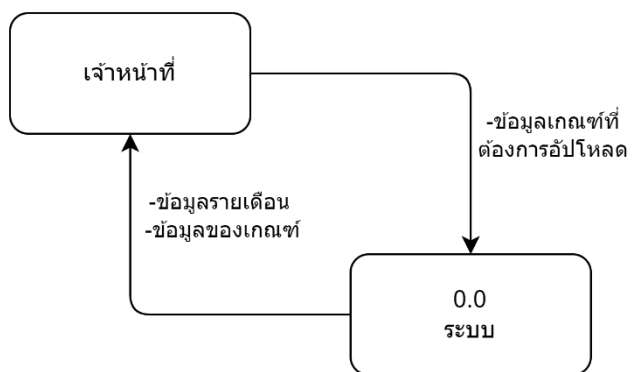 เจ้าหน้าที่
-ข้อมูลเกณฑ์ที่
ต้องการอัปโหลด
-ข้อมูลรายเดือน
-ข้อมูลของเกณฑ์
0.0
ระบบ